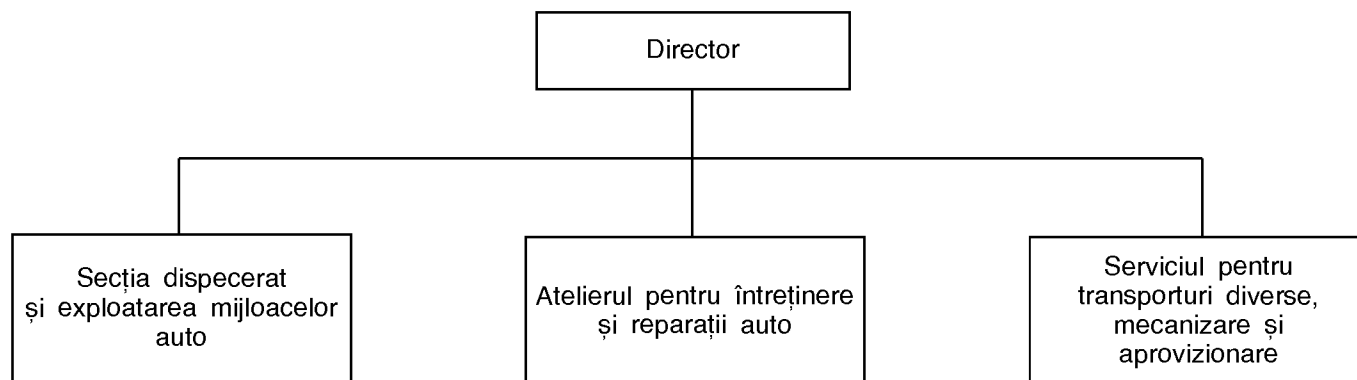 Director
Secția dispecerat
și exploatarea mijloacelor
auto
Atelierul pentru întreținere
și reparații auto
Serviciul pentru
transporturi diverse,
mecanizare și
aprovizionare